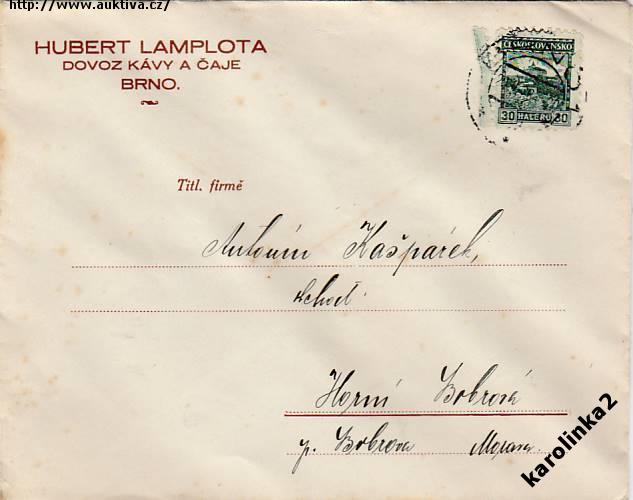 http://www.auktiva.cz/
HUBERT LAMPLOTA
DOVOZ KÁVY A ČAJE
BRNO.
ČESKOSLOVENSKO
30 HALÉŘŮ 30
Titl. firmě
Antonín Kašpárek,
obchod
Horní Bobrová
p. Bobrova Morava
karolinka2